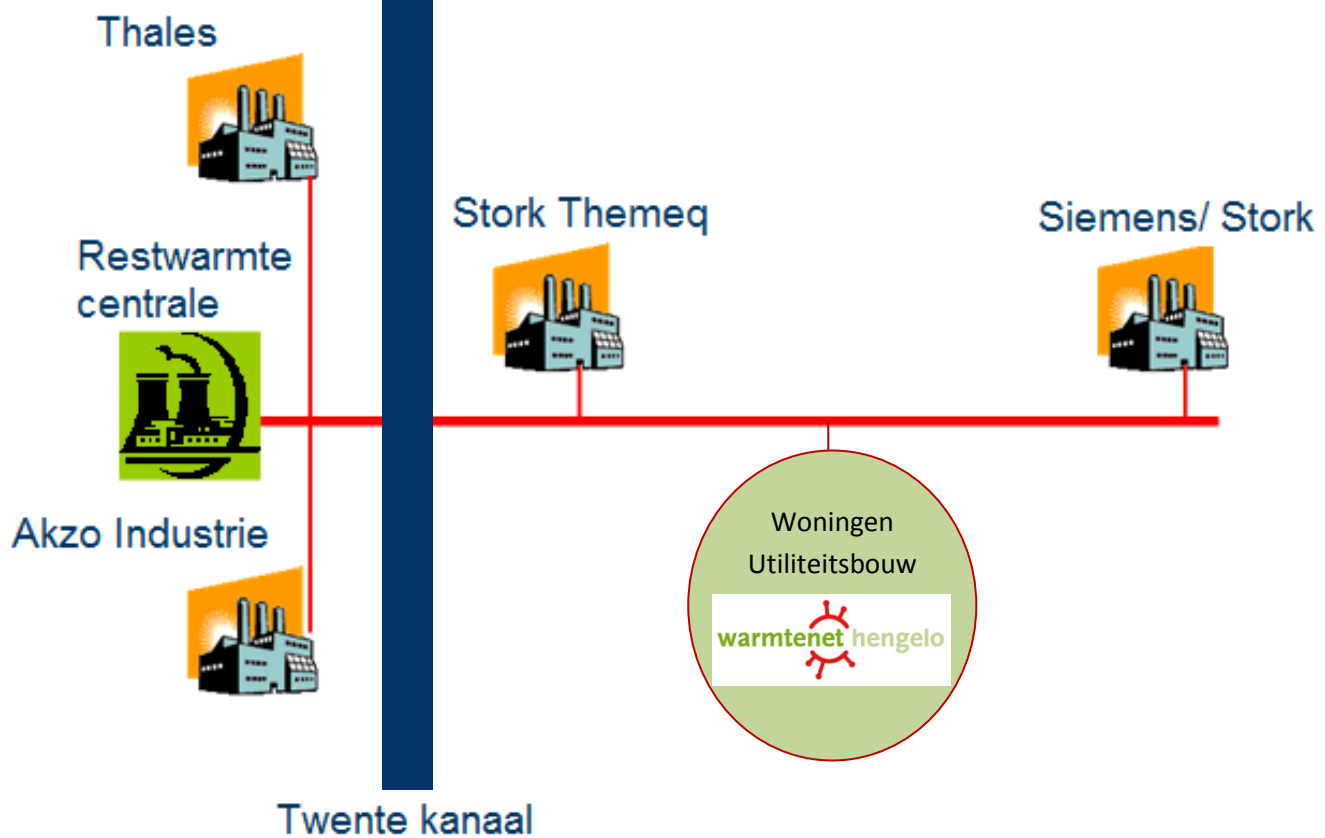 Thales
Stork Themeq
Siemens/ Stork
Restwarmte
centrale
Akzo Industrie
Woningen
Utiliteitsbouw
warmtenet hengelo
Twente kanaal